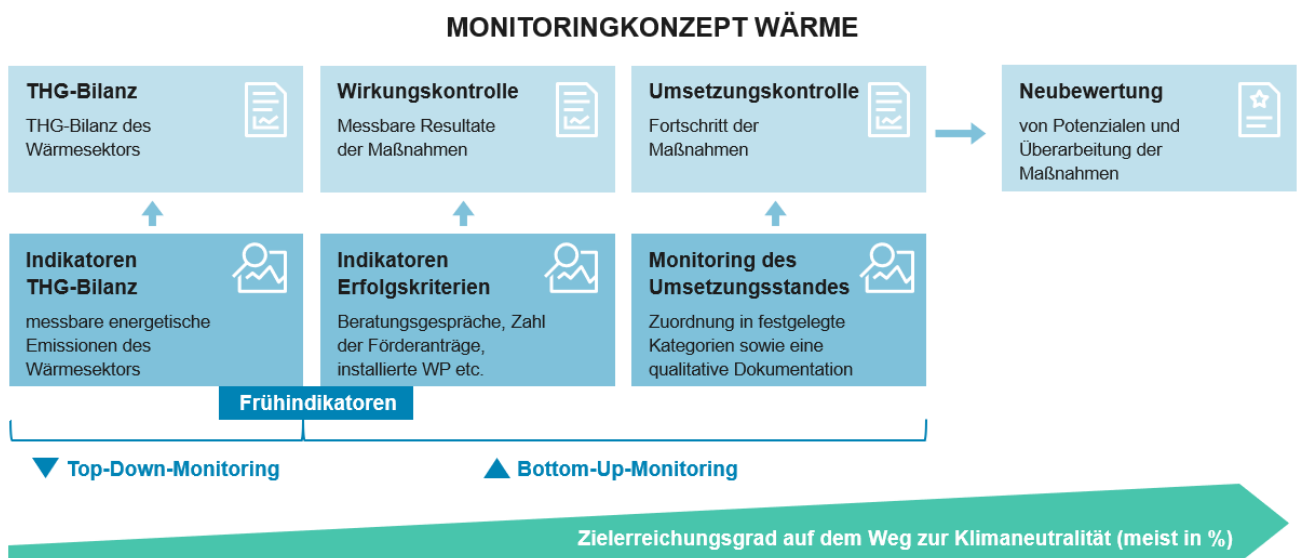 MONITORINGKONZEPT WÄRME
THG-Bilanz
THG-Bilanz des
Wärmesektors
Wirkungskontrolle
Messbare Resultate
der Maßnahmen
Umsetzungskontrolle
Fortschritt der
Maßnahmen
Neubewertung
von Potenzialen und
Überarbeitung der
Maßnahmen
Indikatoren
THG-Bilanz
messbare energetische
Emissionen des
Wärmesektors
Indikatoren
Erfolgskriterien
Beratungsgespräche, Zahl
der Förderanträge,
installierte WP etc.
Monitoring des
Umsetzungsstandes
Zuordnung in festgelegte
Kategorien sowie eine
qualitative Dokumentation
Frühindikatoren
Top-Down-Monitoring
Bottom-Up-Monitoring
Zielerreichungsgrad auf dem Weg zur Klimaneutralität (meist in %)